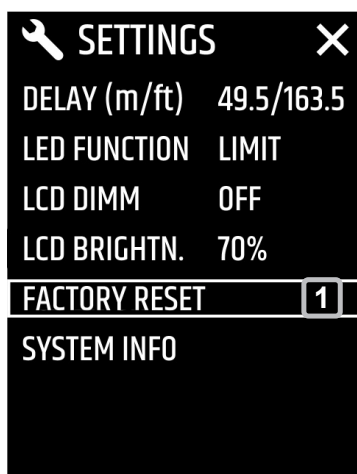 SETTINGS
DELAY (m/ft) 49.5/163.5
LED FUNCTION LIMIT
LCD DIMM OFF
LCD BRIGHTN. 70%
FACTORY RESET 1
SYSTEM INFO